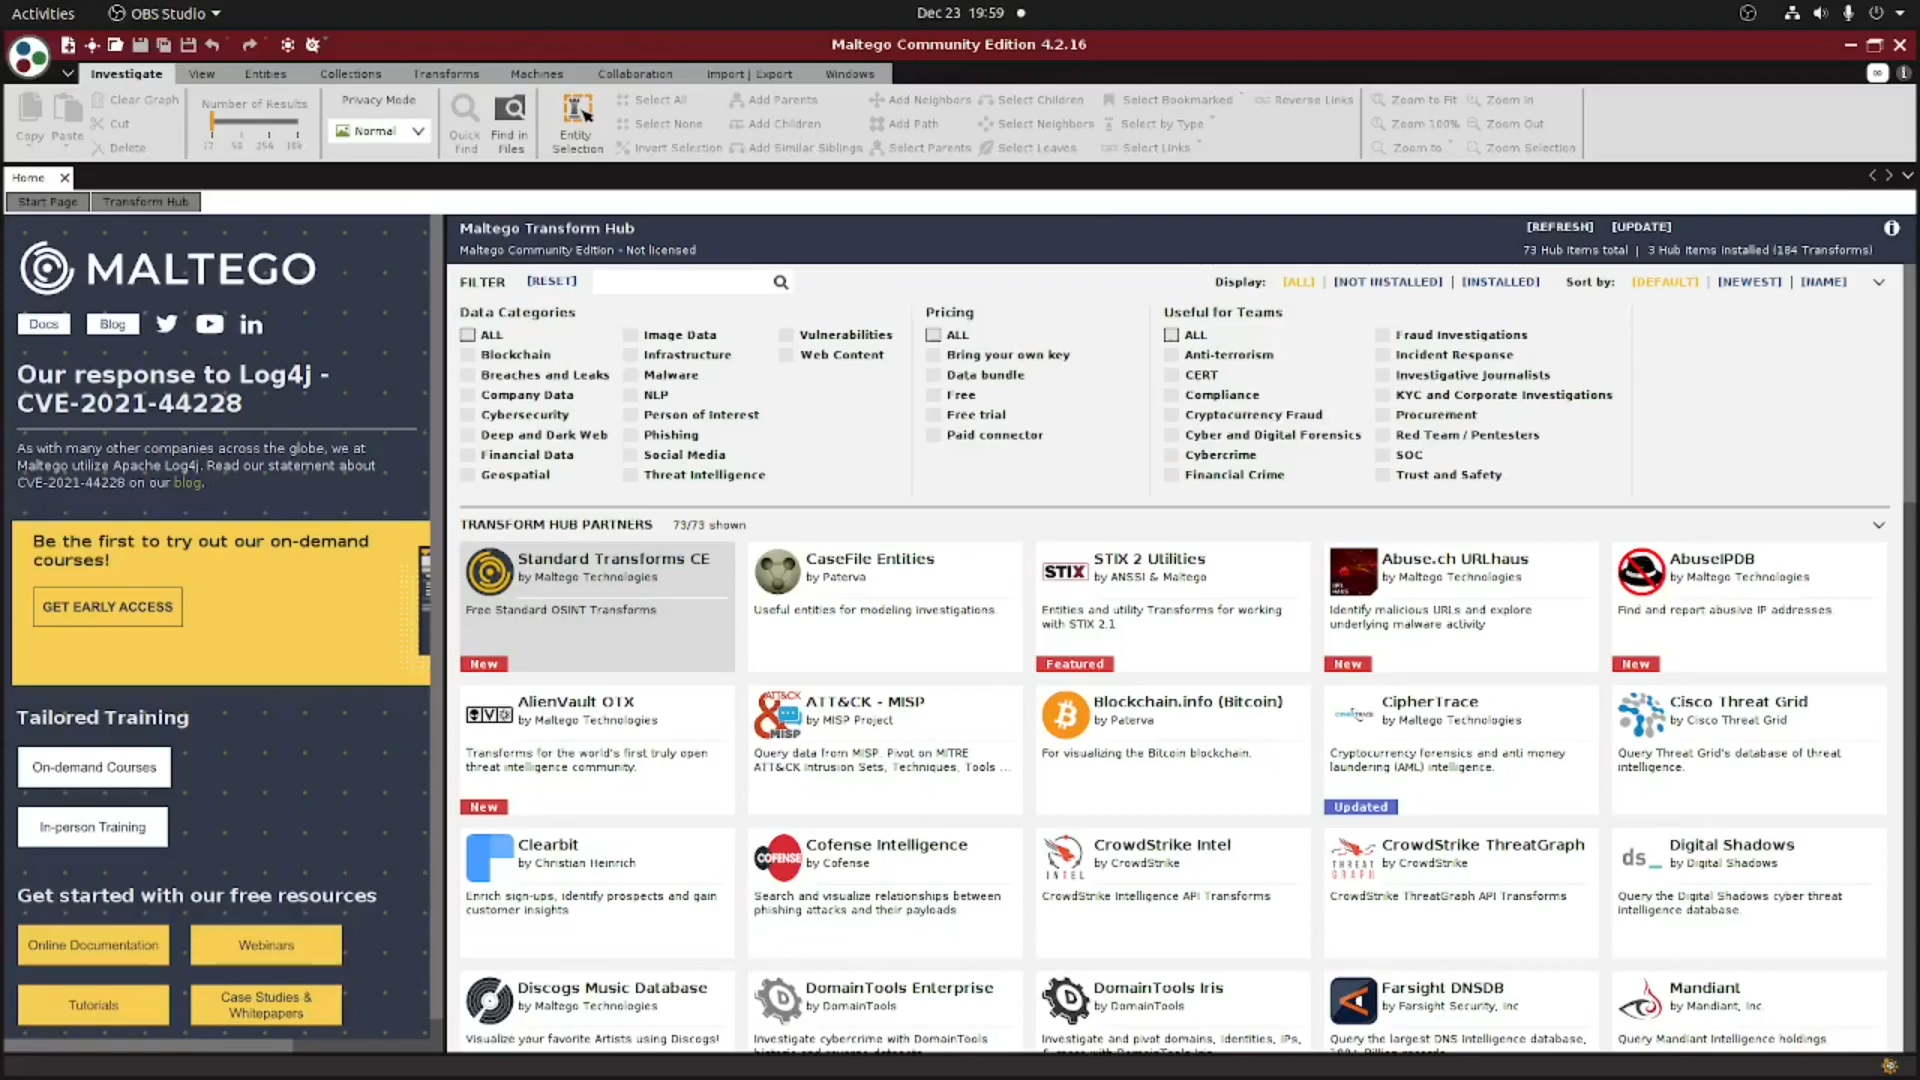 Activities
OBS Studio
Dec 23 19:59
Maltego Community Edition 4.2.16
Investigate View Entities Collections Transforms Machines Collaboration Import | Export Windows
Copy
Paste
Clear Graph
Cut
Delete
Number of Results
12 50 256 10k
Privacy Mode
Normal
Quick
Find
Find in
Files
Entity
Selection
Select All
Select None
Invert Selection
Add Parents
Add Children
Add Similar Siblings
Add Neighbors
Add Path
Select Parents
Select Children
Select Neighbors
Select Leaves
Select Bookmarked
Select by Type
Select Links
Reverse Links
Zoom to Fit
Zoom 100%
Zoom to
Zoom In
Zoom Out
Zoom Selection
Home
Start Page
Transform Hub
MALTEGO
Docs
Blog
Our response to Log4j -
CVE-2021-44228
As with many other companies across the globe, we at
Maltego utilize Apache Log4j. Read our statement about
CVE-2021-44228 on our blog.
Be the first to try out our on-demand
courses!
GET EARLY ACCESS
Tailored Training
On-demand Courses
In-person Training
Get started with our free resources
Online Documentation
Webinars
Tutorials
Case Studies &
Whitepapers
Maltego Transform Hub
Maltego Community Edition - Not licensed
[REFRESH] [UPDATE]
73 Hub Items total | 3 Hub Items Installed (184 Transforms)
FILTER [RESET]
Display: [ALL] | [NOT INSTALLED] | [INSTALLED]
Sort by: [DEFAULT] | [NEWEST] | [NAME]
Data Categories
ALL
Blockchain
Breaches and Leaks
Company Data
Cybersecurity
Deep and Dark Web
Financial Data
Geospatial
Image Data
Infrastructure
Malware
NLP
Person of Interest
Phishing
Social Media
Threat Intelligence
Vulnerabilities
Web Content
Pricing
ALL
Bring your own key
Data bundle
Free
Free trial
Paid connector
Useful for Teams
ALL
Anti-terrorism
CERT
Compliance
Cryptocurrency Fraud
Cyber and Digital Forensics
Cybercrime
Financial Crime
Fraud Investigations
Incident Response
Investigative Journalists
KYC and Corporate Investigations
Procurement
Red Team / Pentesters
SOC
Trust and Safety
TRANSFORM HUB PARTNERS 73/73 shown
Standard Transforms CE
by Maltego Technologies
Free Standard OSINT Transforms
New
CaseFile Entities
by Paterva
Useful entities for modeling investigations.
STIX
STIX 2 Utilities
by ANSSI & Maltego
Entities and utility Transforms for working
with STIX 2.1
Featured
URL
HAUS
Abuse.ch URLhaus
by Maltego Technologies
Identify malicious URLs and explore
underlying malware activity
New
AbuseIPDB
by Maltego Technologies
Find and report abusive IP addresses.
New
AlienVault OTX
by Maltego Technologies
Transforms for the world's first truly open
threat intelligence community.
New
ATT&CK
MISP
ATT&CK - MISP
by MISP Project
Query data from MISP. Pivot on MITRE
ATT&CK Intrusion Sets, Techniques, Tools ...
Blockchain.info (Bitcoin)
by Paterva
For visualizing the Bitcoin blockchain.
CIPHERTRACE
CipherTrace
by Maltego Technologies
Cryptocurrency forensics and anti money
laundering (AML) intelligence.
Updated
Cisco Threat Grid
by Cisco Threat Grid
Query Threat Grid's database of threat
intelligence.
Clearbit
by Christian Heinrich
Enrich sign-ups, identify prospects and gain
customer insights
COFENSE
Cofense Intelligence
by Cofense
Search and visualize relationships between
phishing attacks and their payloads
INTEL
CrowdStrike Intel
by CrowdStrike
CrowdStrike Intelligence API Transforms
THREAT
GRAPH
CrowdStrike ThreatGraph
by CrowdStrike
CrowdStrike ThreatGraph API Transforms
ds_
Digital Shadows
by Digital Shadows
Query the Digital Shadows cyber threat
intelligence database.
Discogs Music Database
by Maltego Technologies
Visualize your favorite Artists using Discogs!
DomainTools Enterprise
by DomainTools
Investigate cybercrime with DomainTools
DomainTools Iris
by DomainTools
Investigate and pivot domains, identities, IPs,
Farsight DNSDB
by Farsight Security, Inc
Query the largest DNS Intelligence database,
Mandiant
by Mandiant, Inc.
Query Mandiant Intelligence holdings